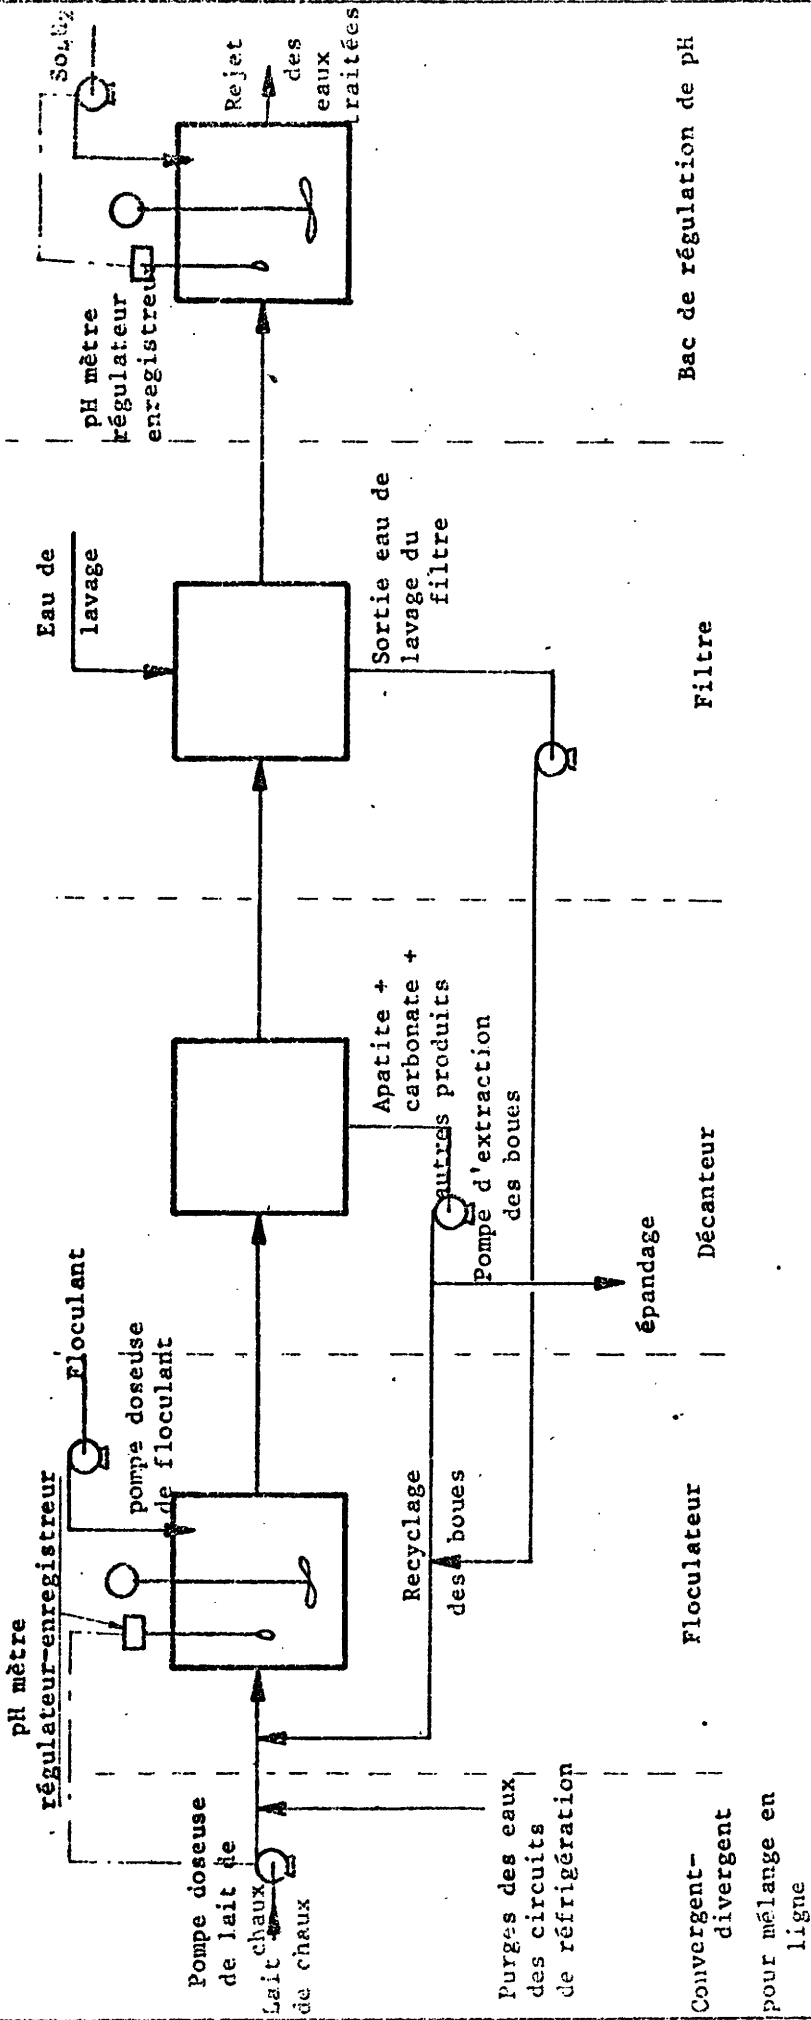 pH mètre
régulateur-enregistreur
Floculant
pompe doseuse
de floculant
Pompe doseuse
de lait de
chaux
Lait
de chaux
Purges des eaux
des circuits
de réfrigération
Recyclage
des boues
Apatite +
carbonate +
autres produits
Pompe d'extraction
des boues
épandage
Eau de
lavage
Sortie eau de
lavage du
filtre
pH mètre
régulateur
enregistreur
SO4H2
Rejet
des
eaux
traitées
Convergent-
divergent
pour mélange en
ligne
Floculateur
Décanteur
Filtre
Bac de régulation de pH